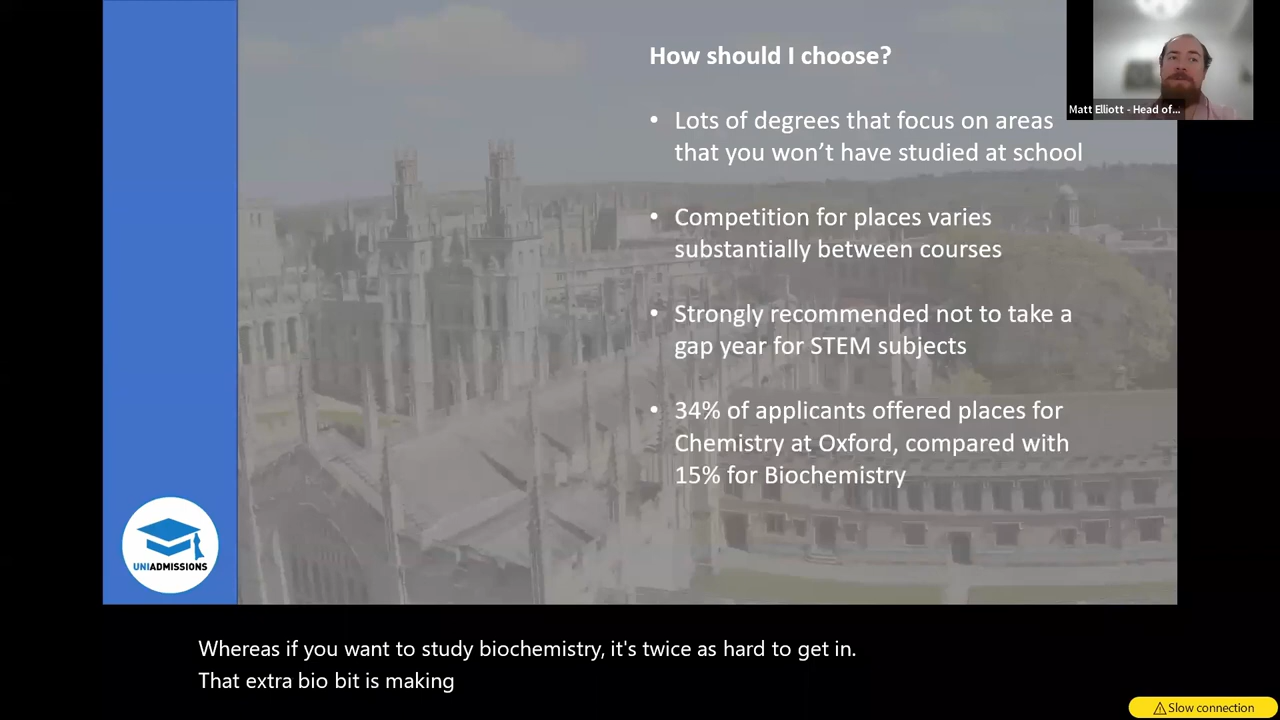 How should I choose?
Matt Elliott - Head of...
• Lots of degrees that focus on areas
that you won’t have studied at school
• Competition for places varies
substantially between courses
• Strongly recommended not to take a
gap year for STEM subjects
• 34% of applicants offered places for
Chemistry at Oxford, compared with
15% for Biochemistry
UNIADMISSIONS
Whereas if you want to study biochemistry, it's twice as hard to get in.
That extra bio bit is making
Slow connection